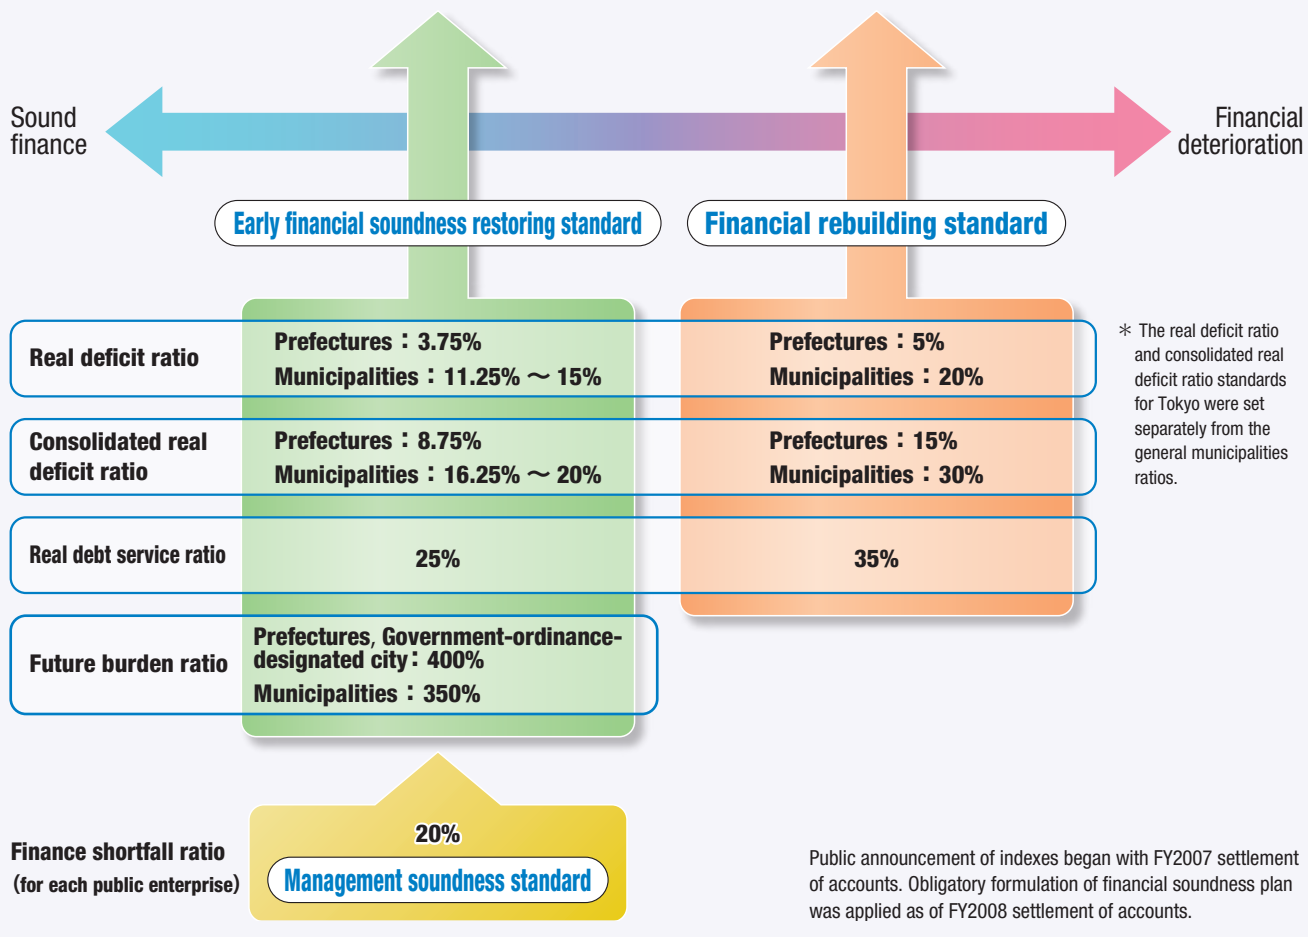 Sound
finance
Financial
deterioration
Early financial soundness restoring standard
Financial rebuilding standard
Real deficit ratio
Prefectures：3.75%
Municipalities：11.25% ～ 15%
Prefectures：5%
Municipalities：20%
Consolidated real
deficit ratio
Prefectures：8.75%
Municipalities：16.25% ～ 20%
Prefectures：15%
Municipalities：30%
Real debt service ratio
25%
35%
Future burden ratio
Prefectures, Government-ordinance-
designated city：400%
Municipalities：350%
＊ The real deficit ratio
and consolidated real
deficit ratio standards
for Tokyo were set
separately from the
general municipalities
ratios.
Finance shortfall ratio
(for each public enterprise)
20%
Management soundness standard
Public announcement of indexes began with FY2007 settlement
of accounts. Obligatory formulation of financial soundness plan
was applied as of FY2008 settlement of accounts.